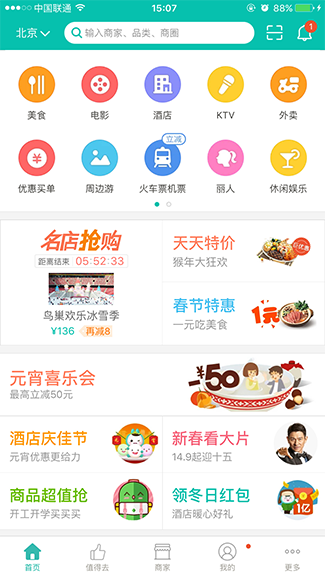 中国联通
15:07
88%
北京
输入商家、品类、商圈
1
美食
电影
酒店
KTV
外卖
立减
优惠买单
周边游
火车票机票
丽人
休闲娱乐
名店抢购
距离结束 05:52:33
鸟巢欢乐冰雪季
¥136 再减8
天天特价
猴年大狂欢
春节特惠
一元吃美食
1元
元宵喜乐会
最高立减50元
-50
酒店庆佳节
元宵优惠更给力
新春看大片
14.9起迎十五
商品超值抢
开工开学买买买
领冬日红包
酒店暖心好礼
1亿
首页
值得去
商家
我的
更多